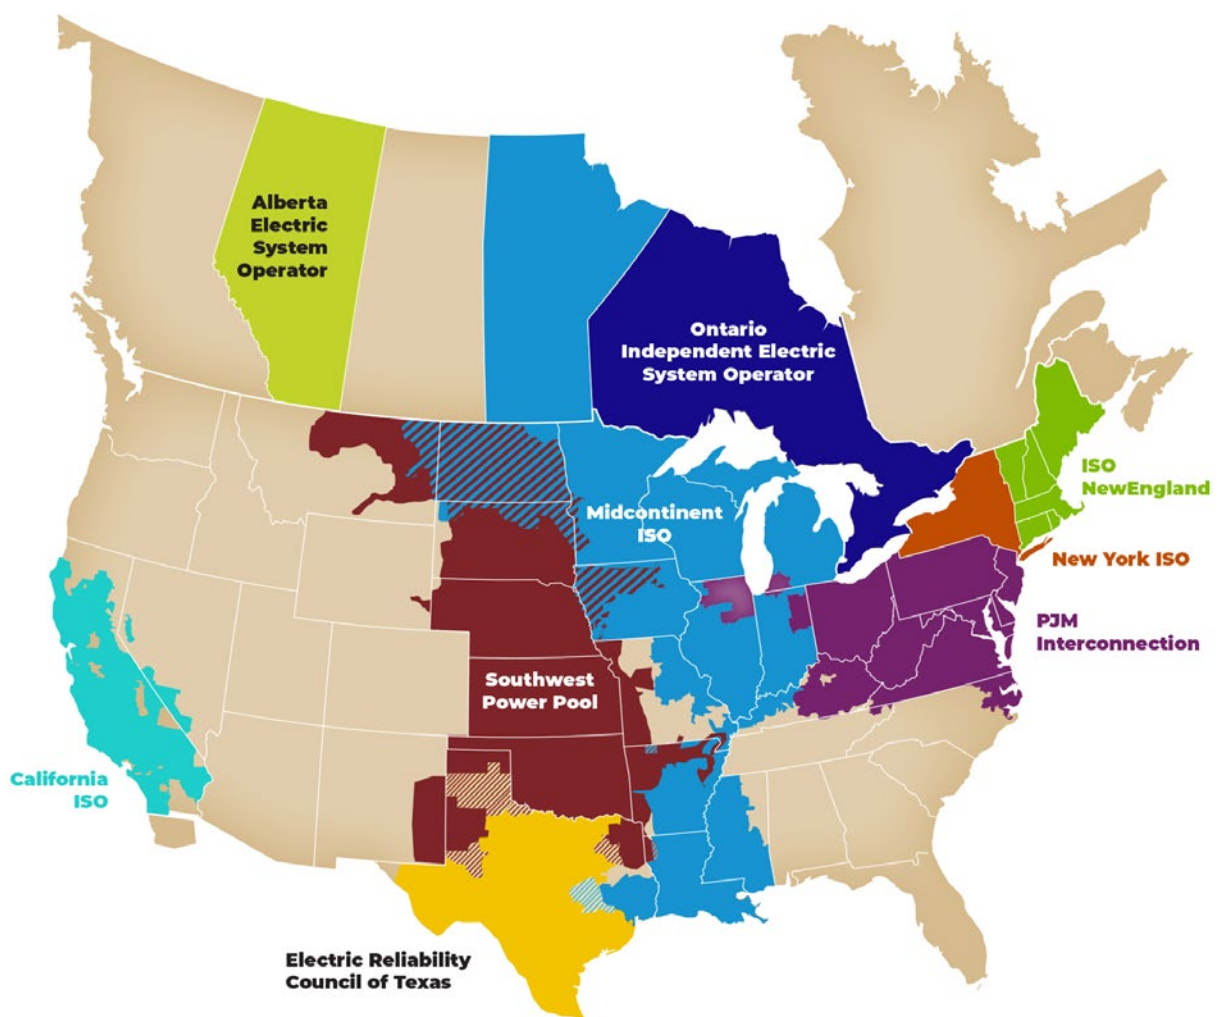 Alberta
Electric
System
Operator
Ontario
Independent Electric
System Operator
ISO
NewEngland
Midcontinent
ISO
New York ISO
PJM
Interconnection
Southwest
Power Pool
California
ISO
Electric Reliability
Council of Texas